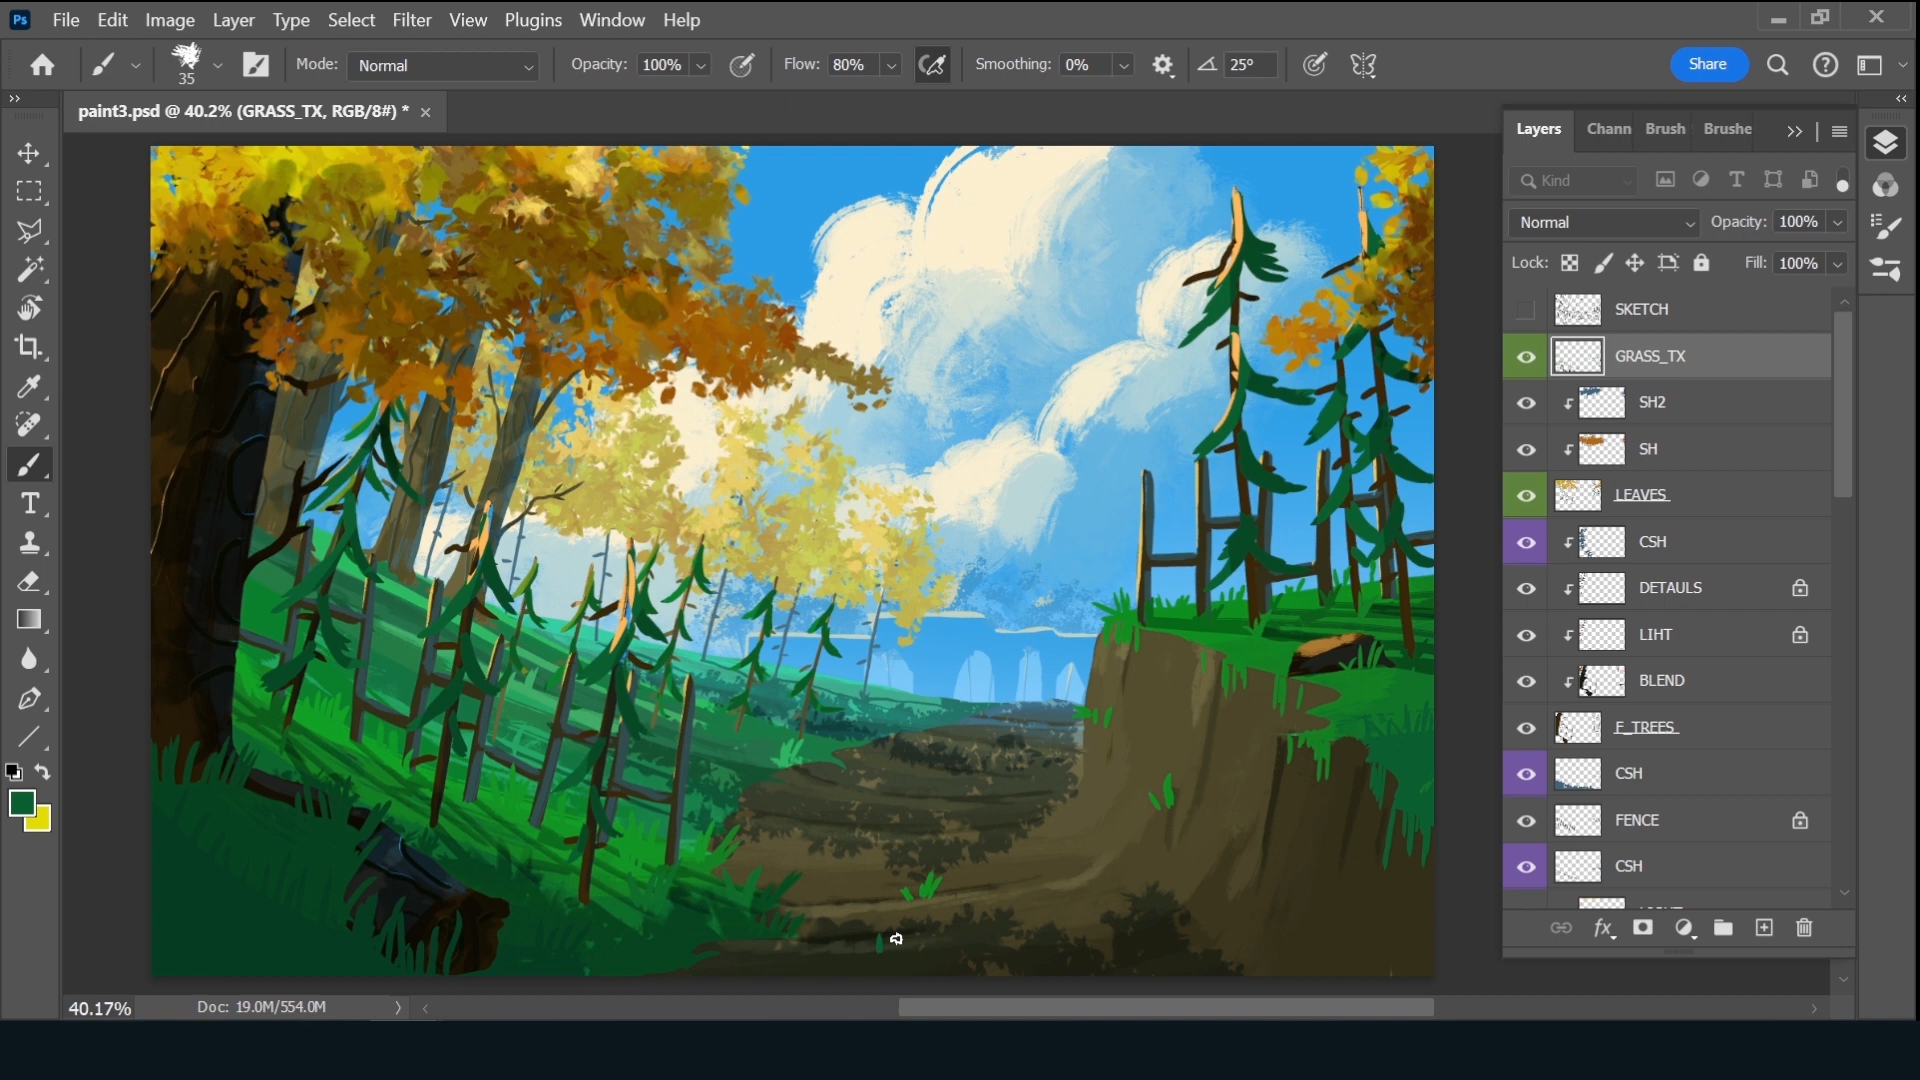 Ps File Edit Image Layer Type Select Filter View Plugins Window Help
35 Mode: Normal Opacity: 100% Flow: 80% Smoothing: 0% 25° Share
paint3.psd @ 40.2% (GRASS_TX, RGB/8#) *
Layers Chann Brush Brushe
Kind
Normal Opacity: 100%
Lock: Fill: 100%
SKETCH
GRASS_TX
SH2
SH
LEAVES
CSH
DETAULS
LIHT
BLEND
F_TREES
CSH
FENCE
CSH
fx
40.17% Doc: 19.0M/554.0M